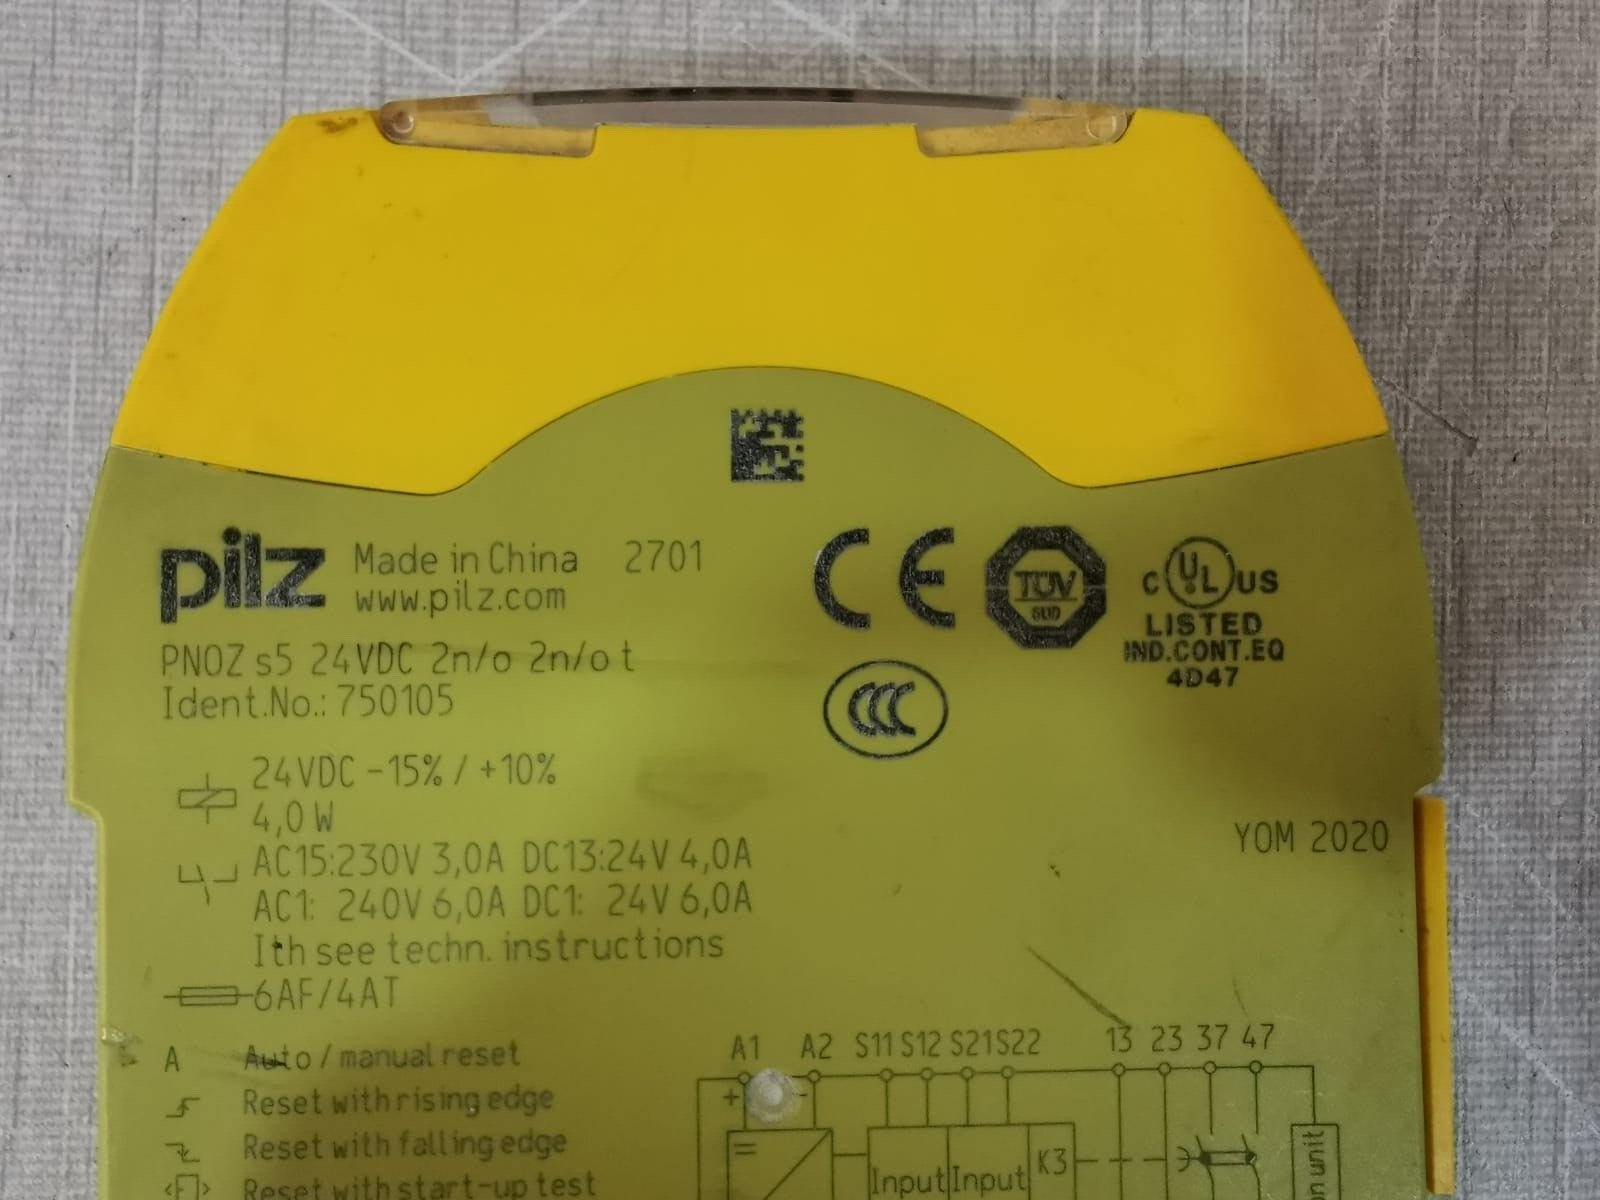 pilz Made in China 2701
www.pilz.com
PNOZ s5 24VDC 2n/o 2n/o t
Ident.No.: 750105
CE
TÜV
SÜD
C UL US
LISTED
IND.CONT.EQ
4D47
CCC
24VDC -15% / +10%
4,0 W
AC15:230V 3,0A DC13:24V 4,0A
AC1: 240V 6,0A DC1: 24V 6,0A
Ith see techn. instructions
6AF/4AT
YOM 2020
A Auto / manual reset
Reset with rising edge
Reset with falling edge
Reset with start-up test
A1 A2 S11 S12 S21 S22 13 23 37 47
+ -
=
Input Input K3
unit